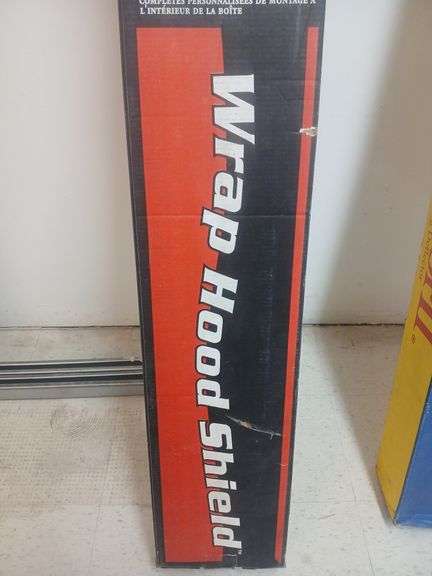 COMPLÈTES PERSONNALISÉES DE MONTAGE À
L'INTÉRIEUR DE LA BOÎTE
Wrap Hood Shield